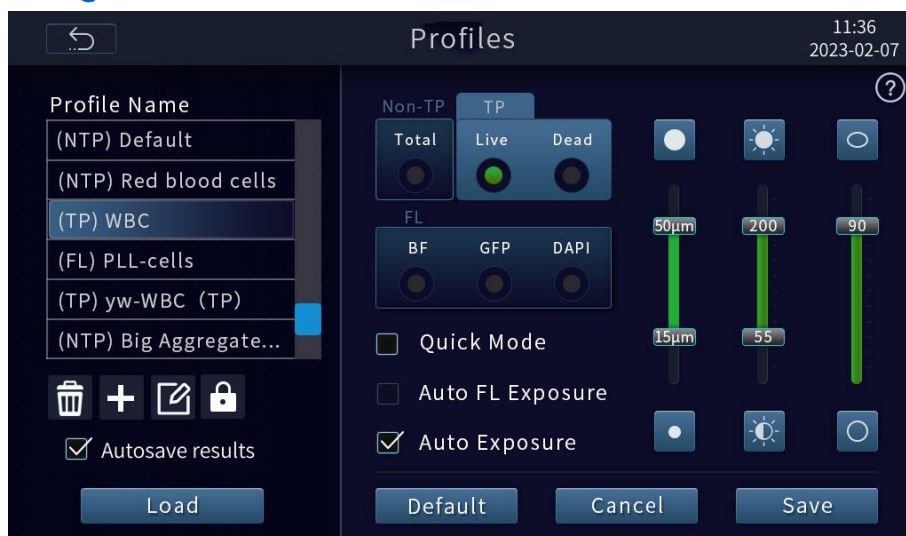 Profiles
11:36
2023-02-07
?
Profile Name
(NTP) Default
(NTP) Red blood cells
(TP) WBC
(FL) PLL-cells
(TP) yw-WBC（TP）
(NTP) Big Aggregate...
Autosave results
Load
Non-TP TP
Total Live Dead
FL
BF GFP DAPI
Quick Mode
Auto FL Exposure
Auto Exposure
50μm 200 90
15μm 55
Default Cancel Save